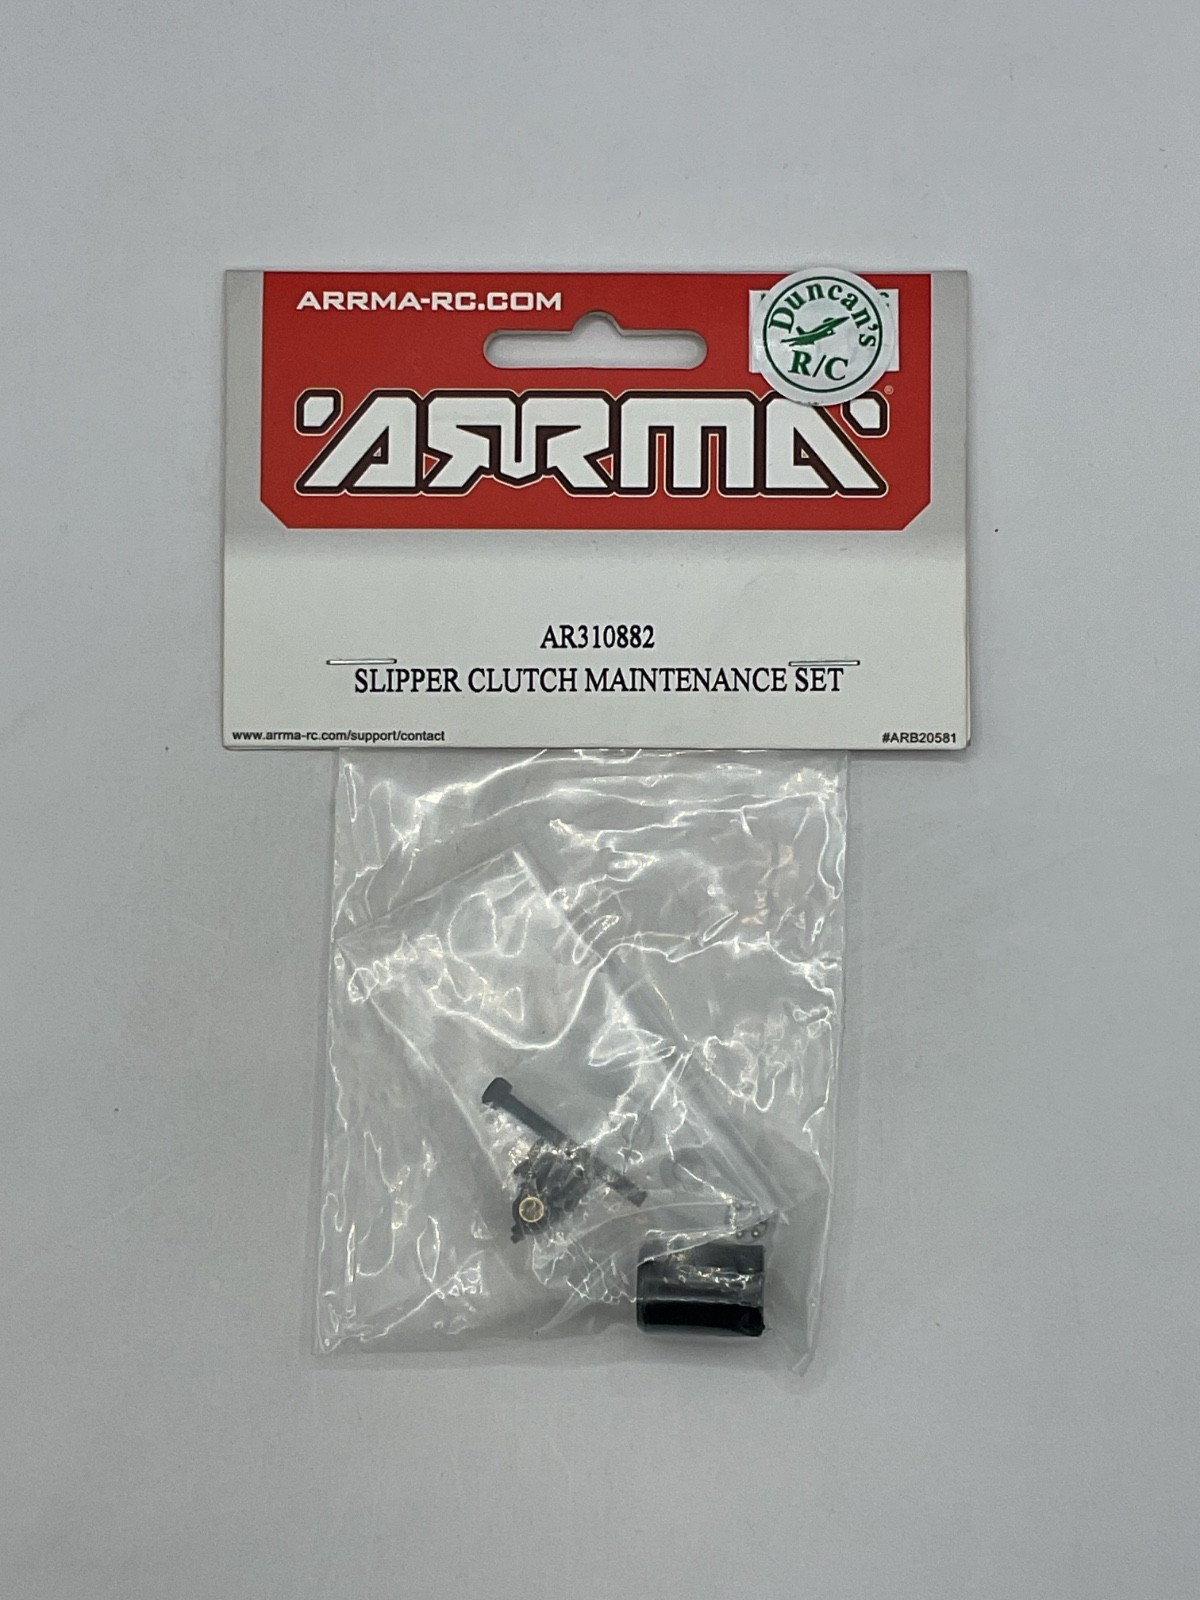 ARRMA-RC.COM
Duncan's
R/C
ARRMA®
AR310882
SLIPPER CLUTCH MAINTENANCE SET
www.arrma-rc.com/support/contact
#ARB20581